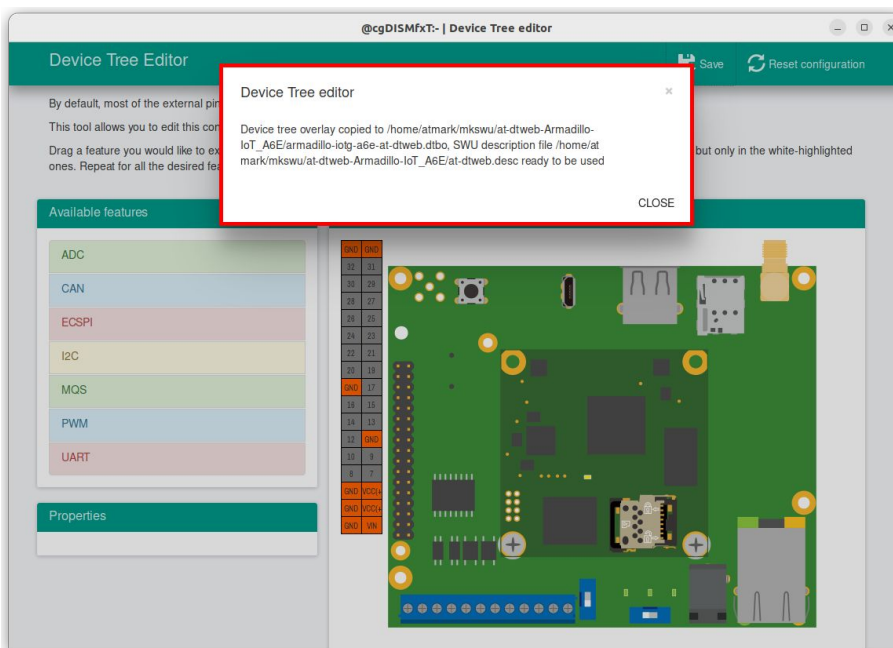 @cgDISMfxT:- | Device Tree editor
Device Tree Editor
Save
Reset configuration
By default, most of the external pin
This tool allows you to edit this con
Drag a feature you would like to ex
but only in the white-highlighted
ones. Repeat for all the desired fea
Device Tree editor
Device tree overlay copied to /home/atmark/mkswu/at-dtweb-Armadillo-
IoT_A6E/armadillo-iotg-a6e-at-dtweb.dtbo, SWU description file /home/at
mark/mkswu/at-dtweb-Armadillo-IoT_A6E/at-dtweb.desc ready to be used
CLOSE
Available features
ADC
CAN
ECSPI
I2C
MQS
PWM
UART
Properties
GND GND
32 31
30 29
28 27
26 25
24 23
22 21
20 19
GND 17
16 15
14 13
12 GND
10 9
8 7
GND VCC(+
GND VCC(+
GND VIN